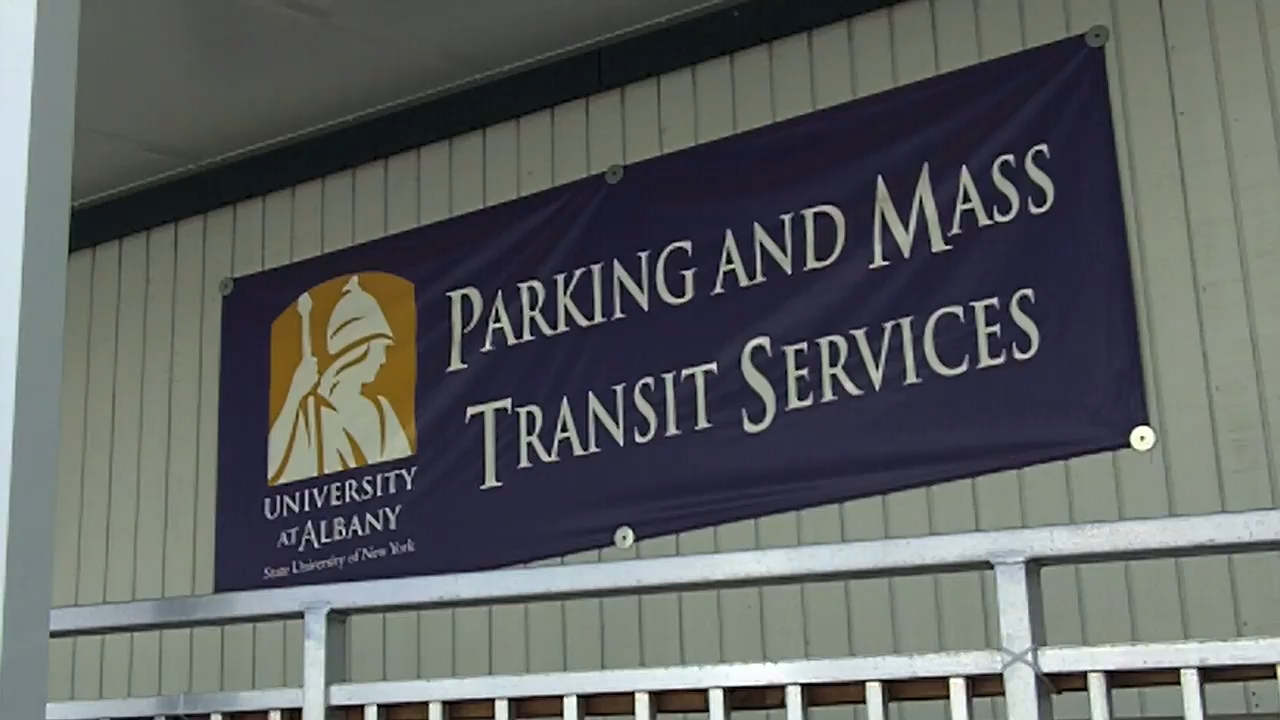 PARKING AND MASS
TRANSIT SERVICES
UNIVERSITY
AT ALBANY
State University of New York